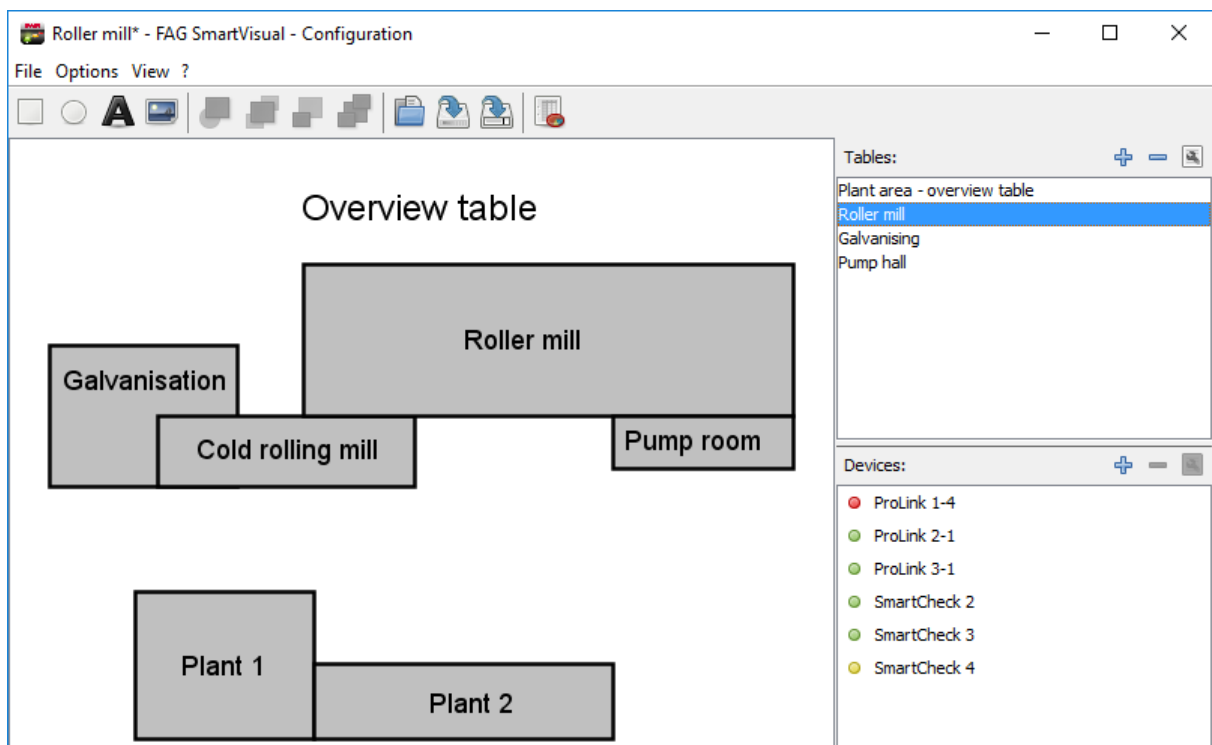 Roller mill* - FAG SmartVisual - Configuration
File Options View ?
Tables:
Plant area - overview table
Roller mill
Galvanising
Pump hall
Overview table
Roller mill
Galvanisation
Cold rolling mill
Pump room
Plant 1
Plant 2
Devices:
ProLink 1-4
ProLink 2-1
ProLink 3-1
SmartCheck 2
SmartCheck 3
SmartCheck 4